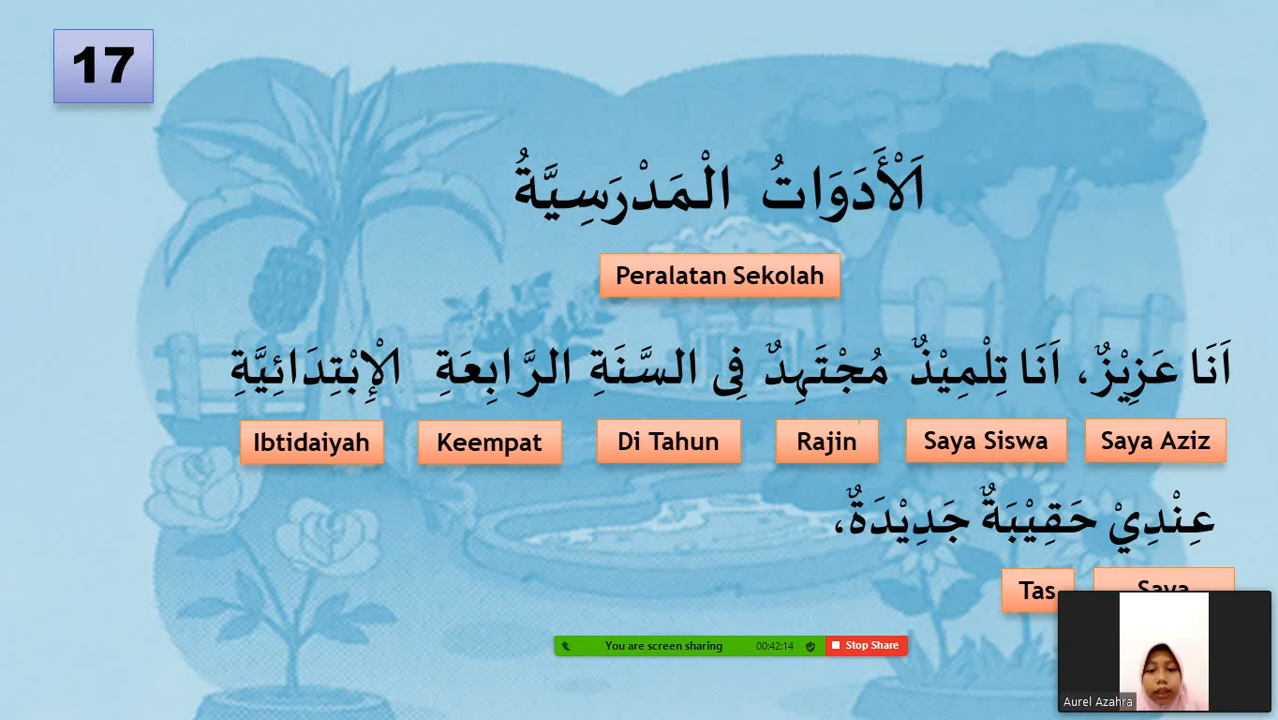 17
اَلْأَدَوَاتُ الْمَدْرَسِيَّةُ
Peralatan Sekolah
اَنَا عَزِيْزٌ، اَنَا تِلْمِيْذٌ مُجْتَهِدٌ فِى السَّنَةِ الرَّابِعَةِ الْإِبْتِدَائِيَّةِ
Ibtidaiyah Keempat Di Tahun Rajin Saya Siswa Saya Aziz
عِنْدِيْ حَقِيْبَةٌ جَدِيْدَةٌ،
Tas Saya
You are screen sharing 00:42:14 Stop Share
Aurel Azahra